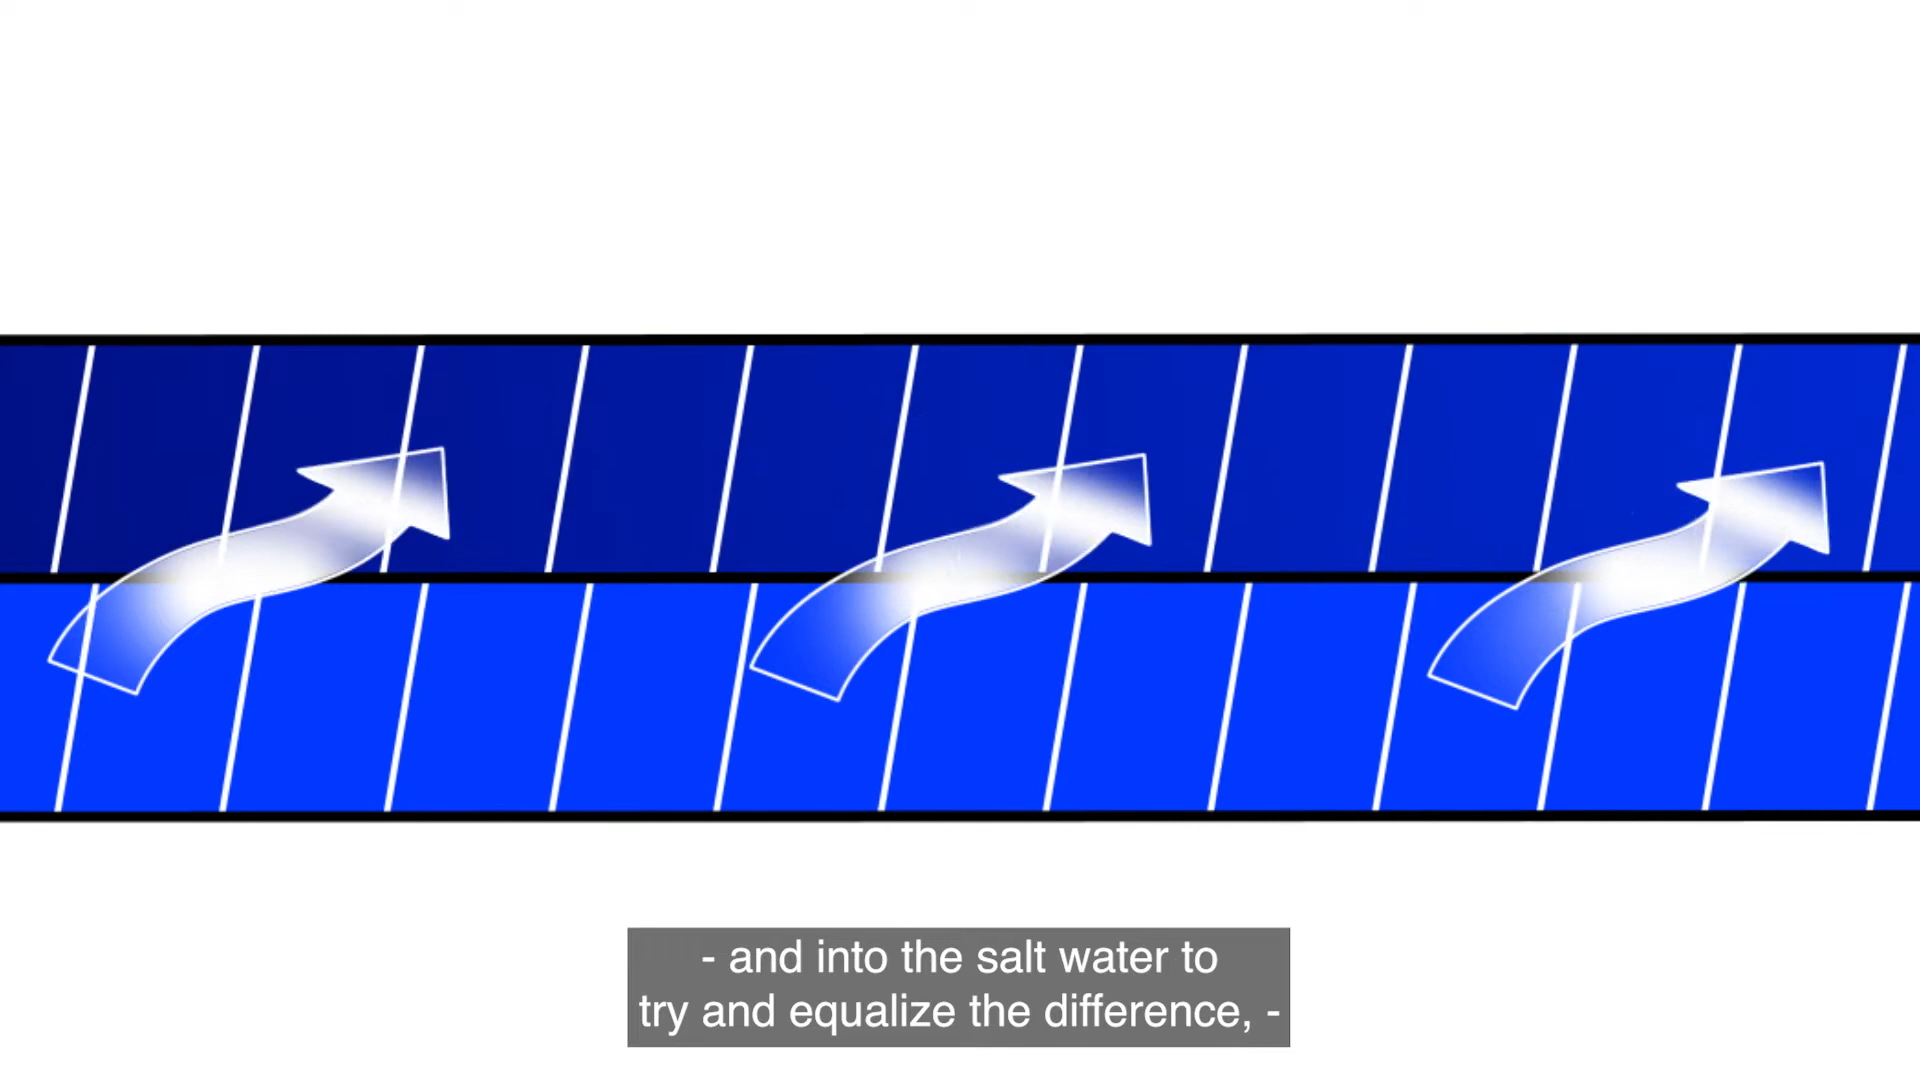 - and into the salt water to
try and equalize the difference, -